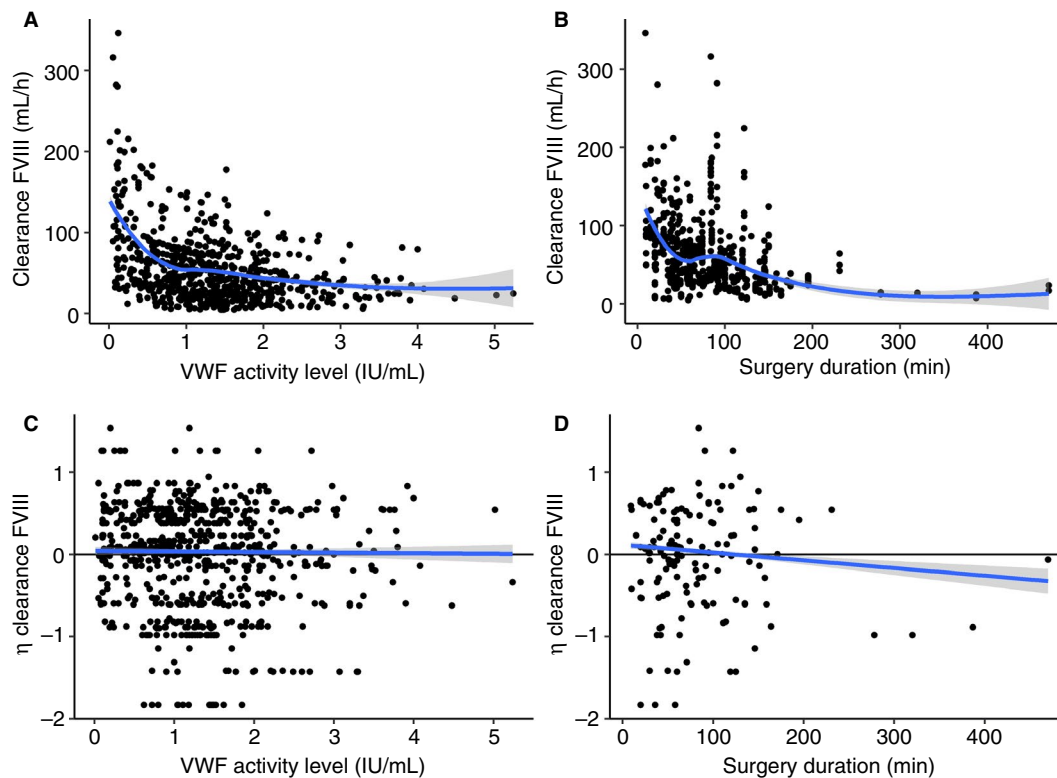 A
Clearance FVIII (mL/h)
300
200
100
0
0 1 2 3 4 5
VWF activity level (IU/mL)
B
Clearance FVIII (mL/h)
300
200
100
0
0 100 200 300 400
Surgery duration (min)
C
η clearance FVIII
1
0
−1
−2
0 1 2 3 4 5
VWF activity level (IU/mL)
D
η clearance FVIII
1
0
−1
−2
0 100 200 300 400
Surgery duration (min)